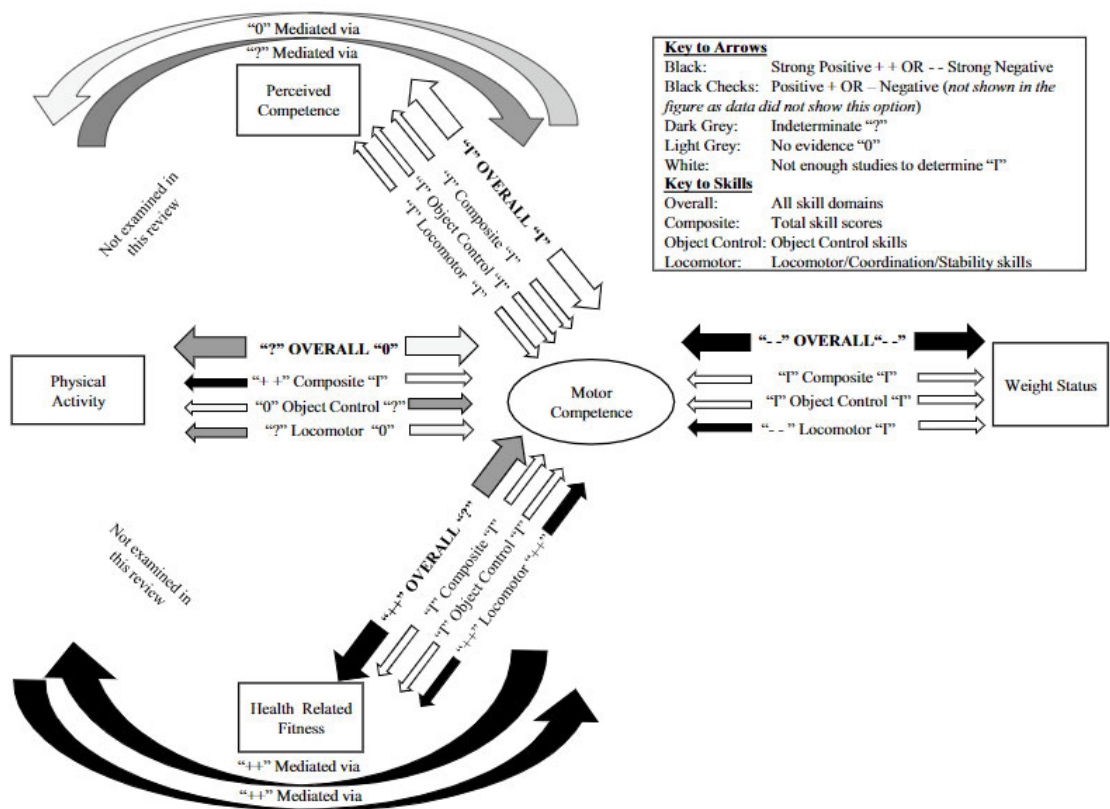 “0” Mediated via
“?” Mediated via
Perceived
Competence
Key to Arrows
Black: Strong Positive + + OR - - Strong Negative
Black Checks: Positive + OR – Negative (not shown in the
figure as data did not show this option)
Dark Grey: Indeterminate “?”
Light Grey: No evidence “0”
White: Not enough studies to determine “I”
Key to Skills
Overall: All skill domains
Composite: Total skill scores
Object Control: Object Control skills
Locomotor: Locomotor/Coordination/Stability skills
Not examined in
this review
“I” OVERALL “I”
“I” Composite “I”
“I” Object Control “I”
“I” Locomotor “I”
Physical
Activity
“?” OVERALL “0”
“+ +” Composite “I”
“0” Object Control “?”
“?” Locomotor “0”
Motor
Competence
“- -” OVERALL“- -”
“I” Composite “I”
“I” Object Control “I”
“- -” Locomotor “I”
Weight Status
Not examined in
this review
“++” OVERALL “?”
“I” Composite “I”
“I” Object Control “I”
“++” Locomotor “++”
Health Related
Fitness
“++” Mediated via
“++” Mediated via